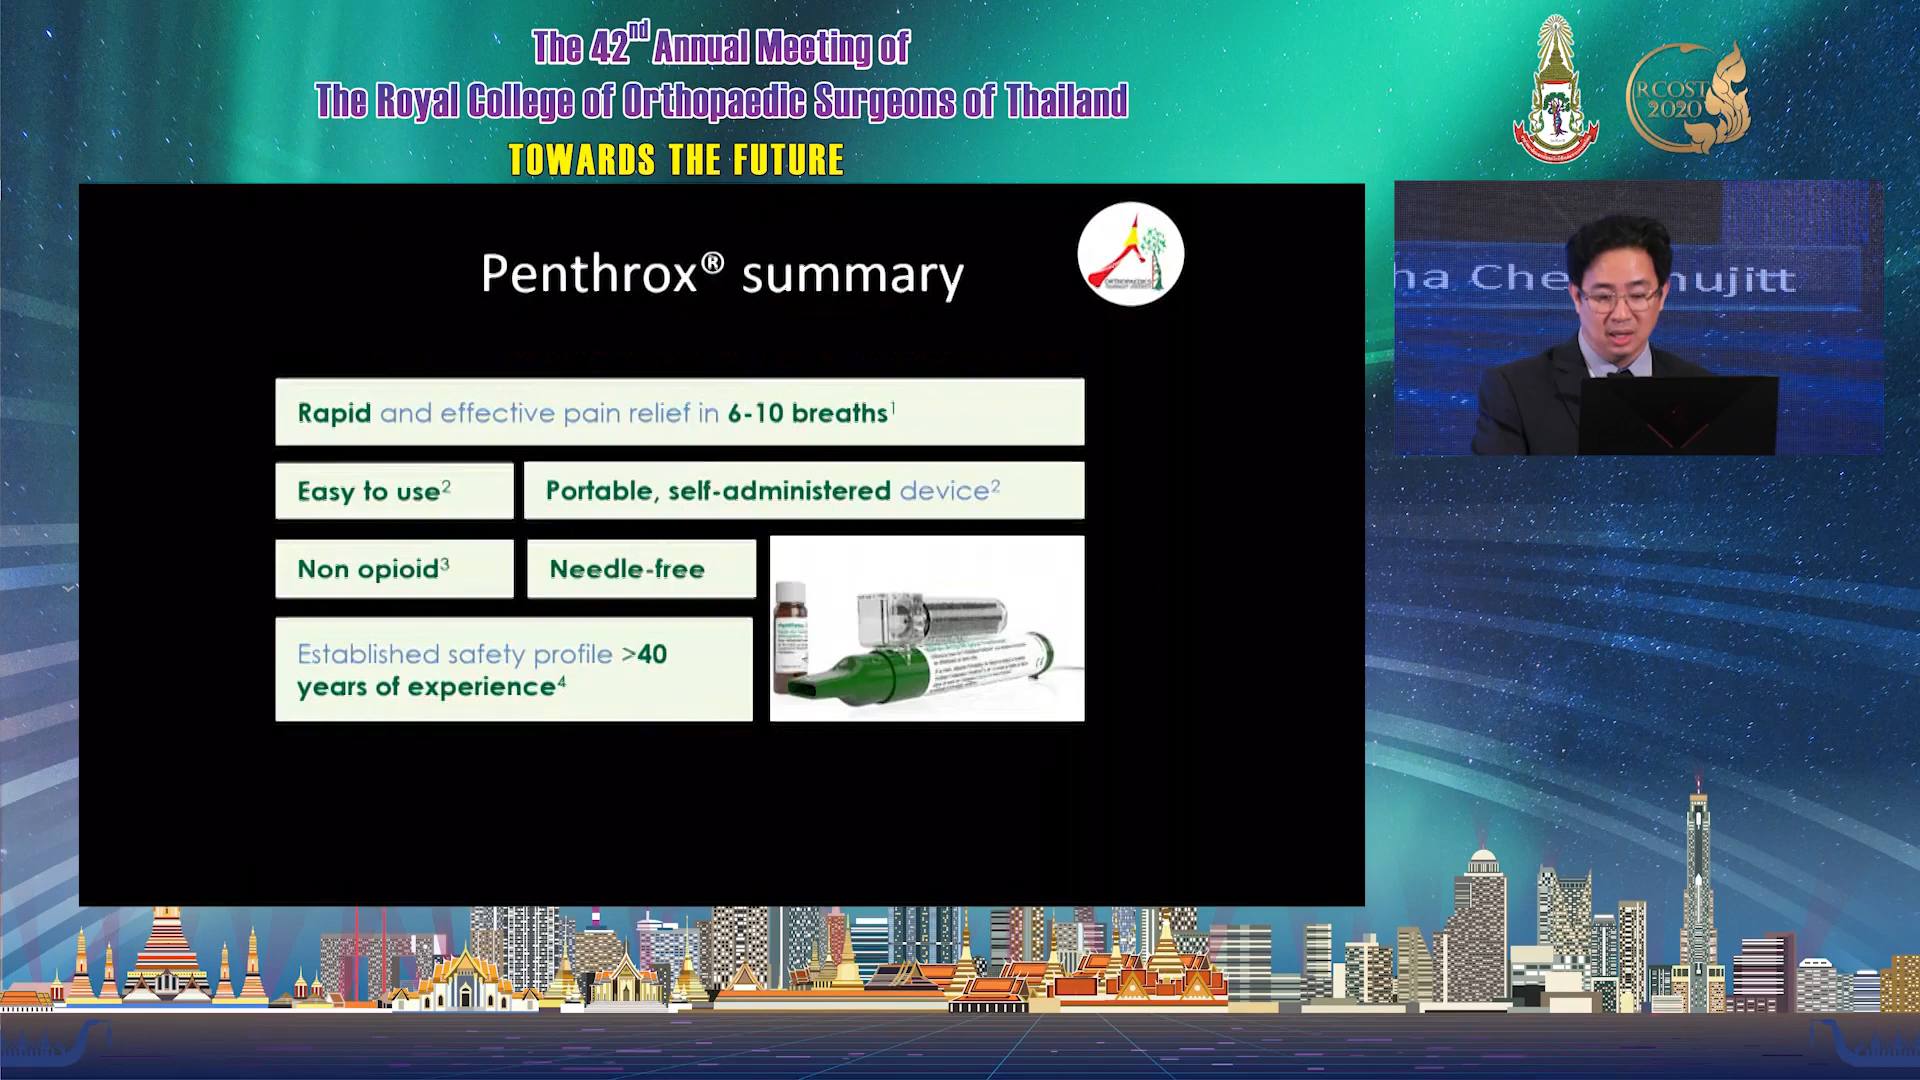 The 42nd Annual Meeting of
The Royal College of Orthopaedic Surgeons of Thailand
TOWARDS THE FUTURE
RCOST
2020
Penthrox® summary
Rapid and effective pain relief in 6-10 breaths1
Easy to use2
Portable, self-administered device2
Non opioid3
Needle-free
Established safety profile >40
years of experience4